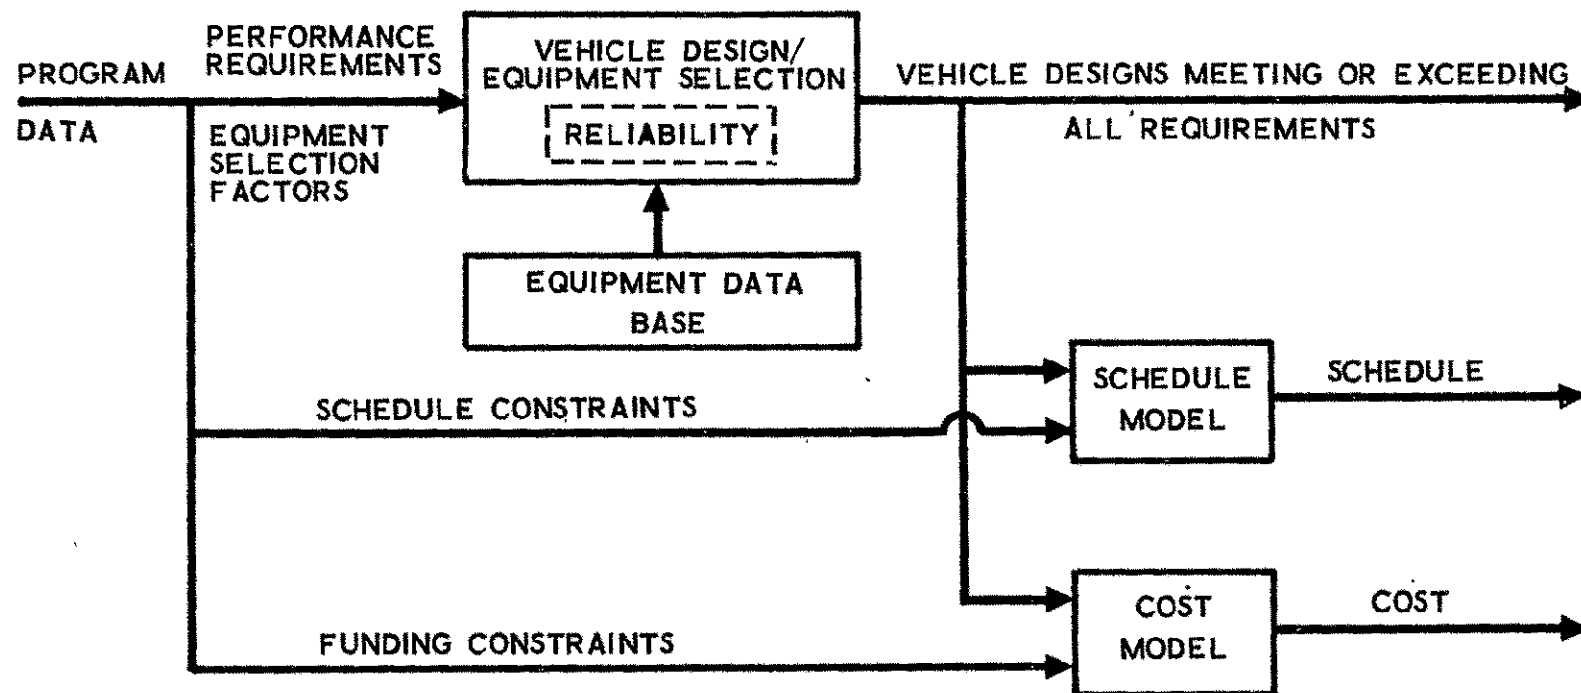 PERFORMANCE
REQUIREMENTS
PROGRAM
DATA
EQUIPMENT
SELECTION
FACTORS
VEHICLE DESIGN/
EQUIPMENT SELECTION
RELIABILITY
VEHICLE DESIGNS MEETING OR EXCEEDING
ALL REQUIREMENTS
EQUIPMENT DATA
BASE
SCHEDULE CONSTRAINTS
SCHEDULE
MODEL
SCHEDULE
FUNDING CONSTRAINTS
COST
MODEL
COST